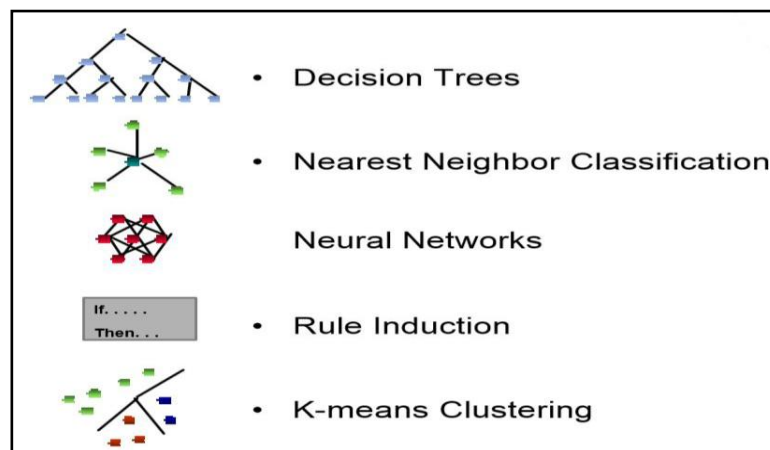 • Decision Trees
• Nearest Neighbor Classification
Neural Networks
If. . . . .
Then. . .
• Rule Induction
• K-means Clustering